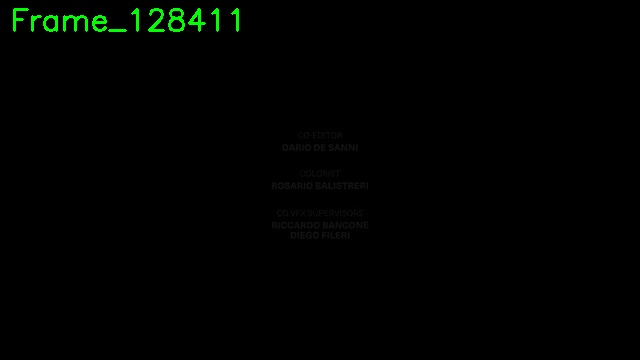 Frame_128411
CO-EDITOR
DARIO DE SANNI
COLORIST
ROSARIO BALISTRERI
CO VFX SUPERVISORS
RICCARDO BANCONE
DIEGO FILERI